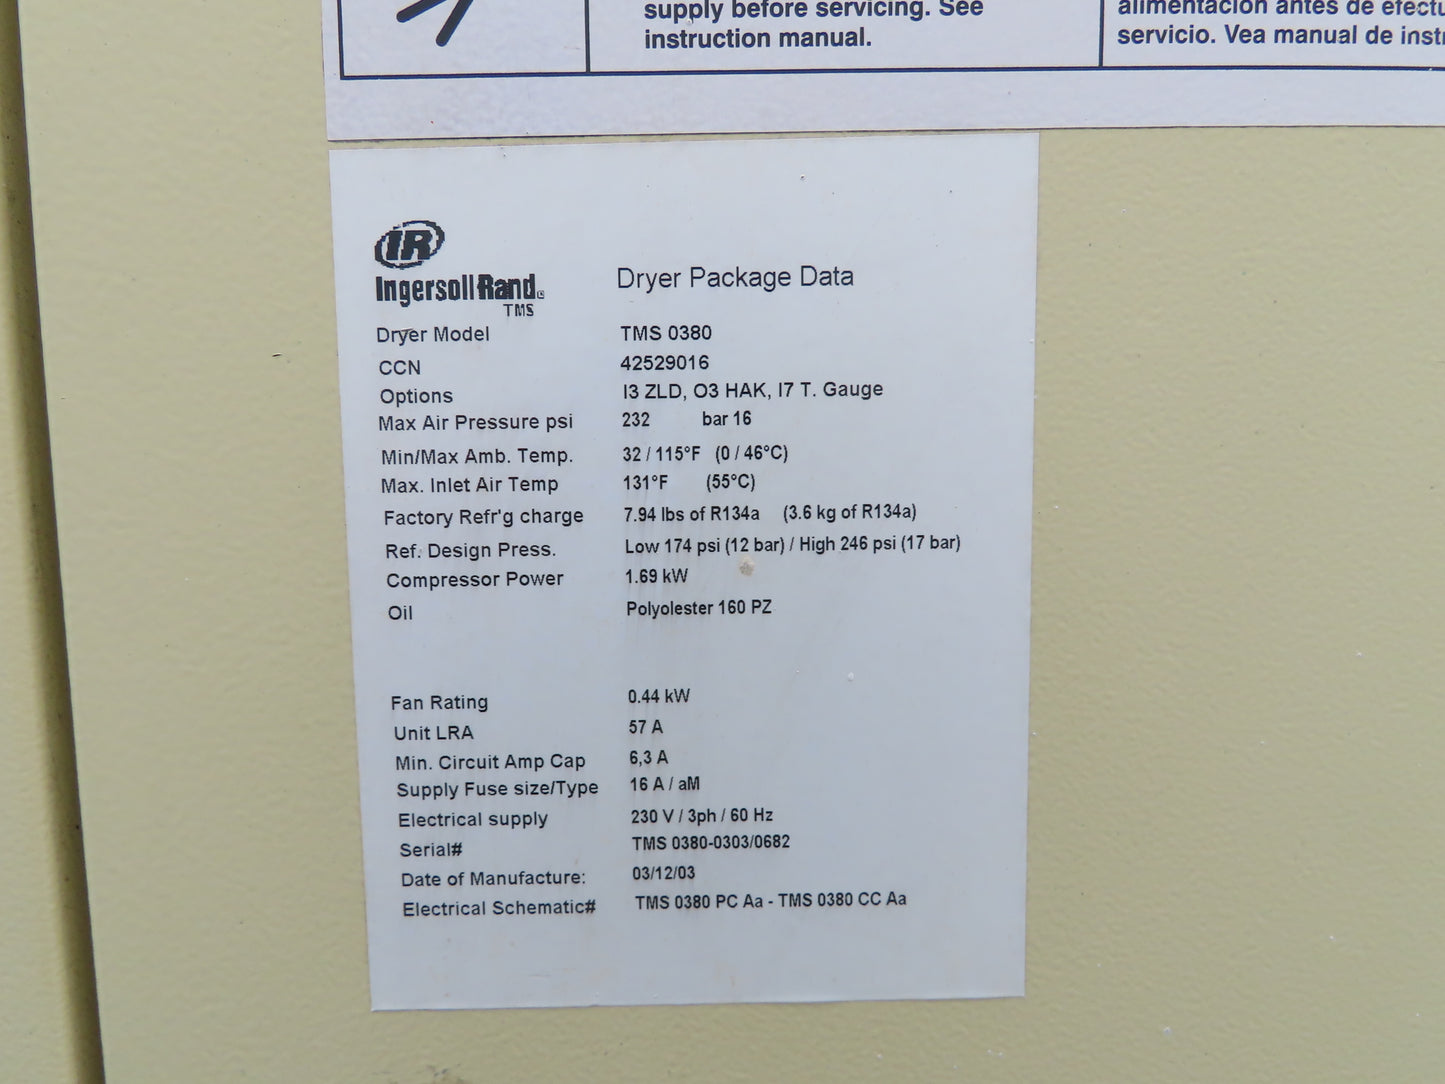 supply before servicing. See
instruction manual.
alimentación antes de
servicio. Vea manual de
IR
IngersollRand
TMS
Dryer Package Data
Dryer Model TMS 0380
CCN 42529016
Options I3 ZLD, O3 HAK, I7 T. Gauge
Max Air Pressure psi 232 bar 16
Min/Max Amb. Temp. 32 / 115°F (0 / 46°C)
Max. Inlet Air Temp 131°F (55°C)
Factory Refr'g charge 7.94 lbs of R134a (3.6 kg of R134a)
Ref. Design Press. Low 174 psi (12 bar) / High 246 psi (17 bar)
Compressor Power 1.69 kW
Oil Polyolester 160 PZ
Fan Rating 0.44 kW
Unit LRA 57 A
Min. Circuit Amp Cap 6,3 A
Supply Fuse size/Type 16 A / aM
Electrical supply 230 V / 3ph / 60 Hz
Serial# TMS 0380-0303/0682
Date of Manufacture: 03/12/03
Electrical Schematic# TMS 0380 PC Aa - TMS 0380 CC Aa